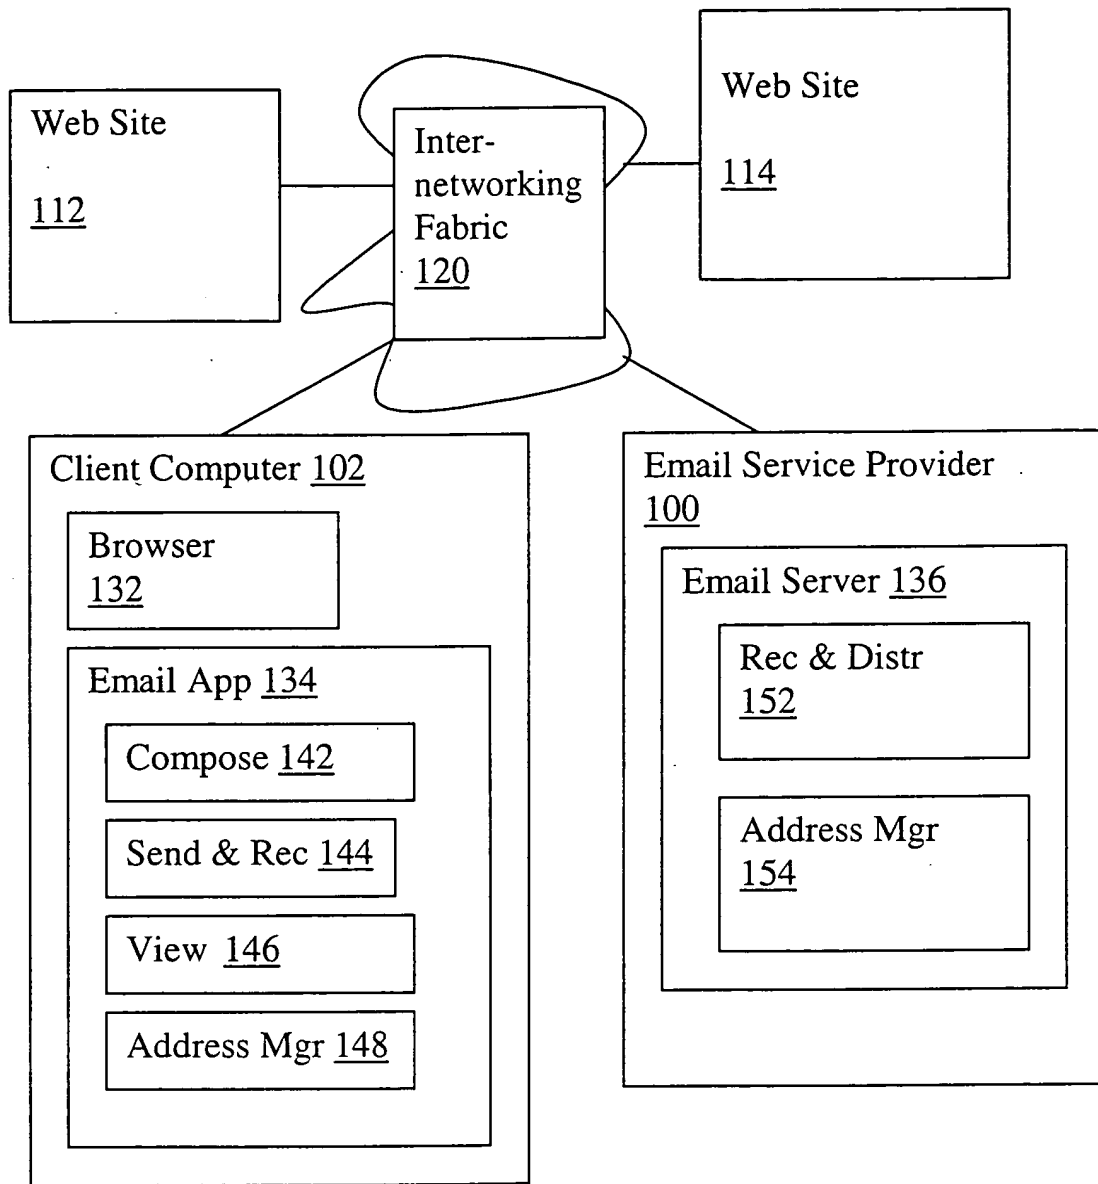 Web Site
112
Inter-
networking
Fabric
120
Web Site
114
Client Computer 102
Browser
132
Email App 134
Compose 142
Send & Rec 144
View 146
Address Mgr 148
Email Service Provider
100
Email Server 136
Rec & Distr
152
Address Mgr
154